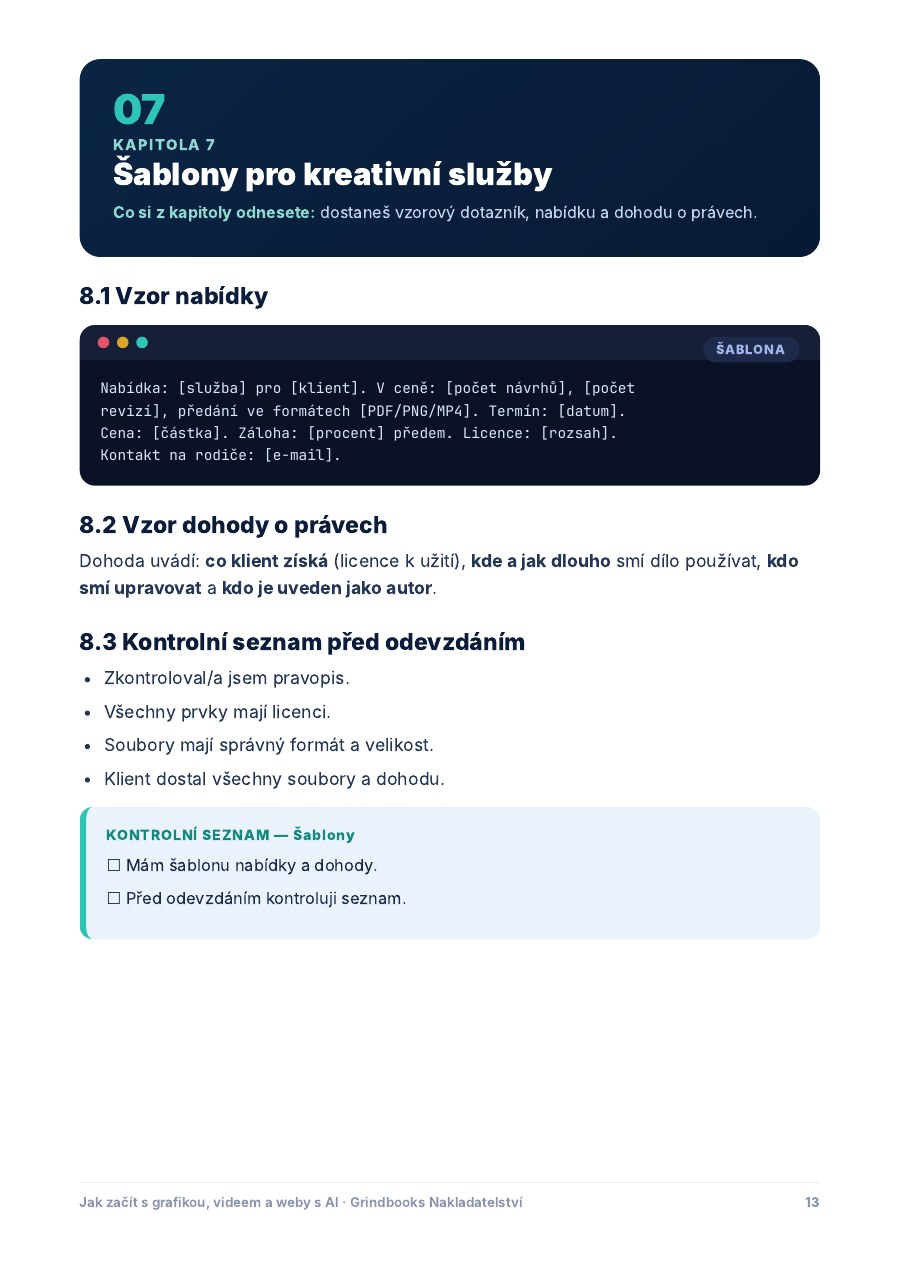 07
KAPITOLA 7
Šablony pro kreativní služby
Co si z kapitoly odnesete: dostaneš vzorový dotazník, nabídku a dohodu o právech.
8.1 Vzor nabídky
ŠABLONA
Nabídka: [služba] pro [klient]. V ceně: [počet návrhů], [počet
revizí], předání ve formátech [PDF/PNG/MP4]. Termín: [datum].
Cena: [částka]. Záloha: [procent] předem. Licence: [rozsah].
Kontakt na rodiče: [e-mail].
8.2 Vzor dohody o právech
Dohoda uvádí: co klient získá (licence k užití), kde a jak dlouho smí dílo používat, kdo
smí upravovat a kdo je uveden jako autor.
8.3 Kontrolní seznam před odevzdáním
• Zkontroloval/a jsem pravopis.
• Všechny prvky mají licenci.
• Soubory mají správný formát a velikost.
• Klient dostal všechny soubory a dohodu.
KONTROLNÍ SEZNAM — Šablony
☐ Mám šablonu nabídky a dohody.
☐ Před odevzdáním kontroluji seznam.
Jak začít s grafikou, videem a weby s AI · Grindbooks Nakladatelství
13